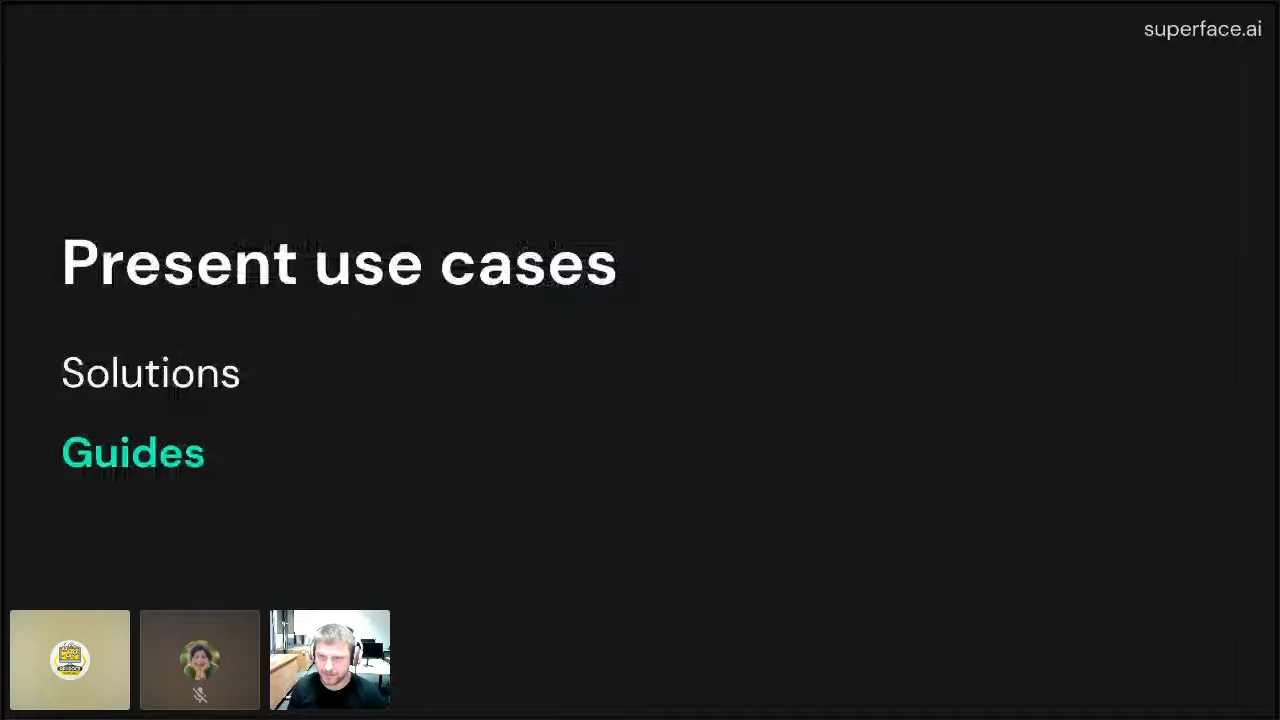 superface.ai
Present use cases
Solutions
Guides